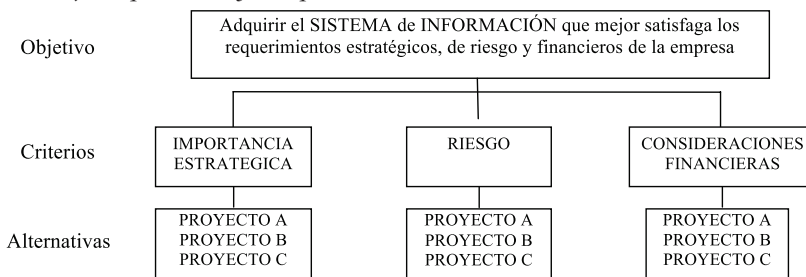 Objetivo
Adquirir el SISTEMA de INFORMACIÓN que mejor satisfaga los
requerimientos estratégicos, de riesgo y financieros de la empresa
Criterios
IMPORTANCIA
ESTRATEGICA
RIESGO
CONSIDERACIONES
FINANCIERAS
Alternativas
PROYECTO A
PROYECTO B
PROYECTO C
PROYECTO A
PROYECTO B
PROYECTO C
PROYECTO A
PROYECTO B
PROYECTO C